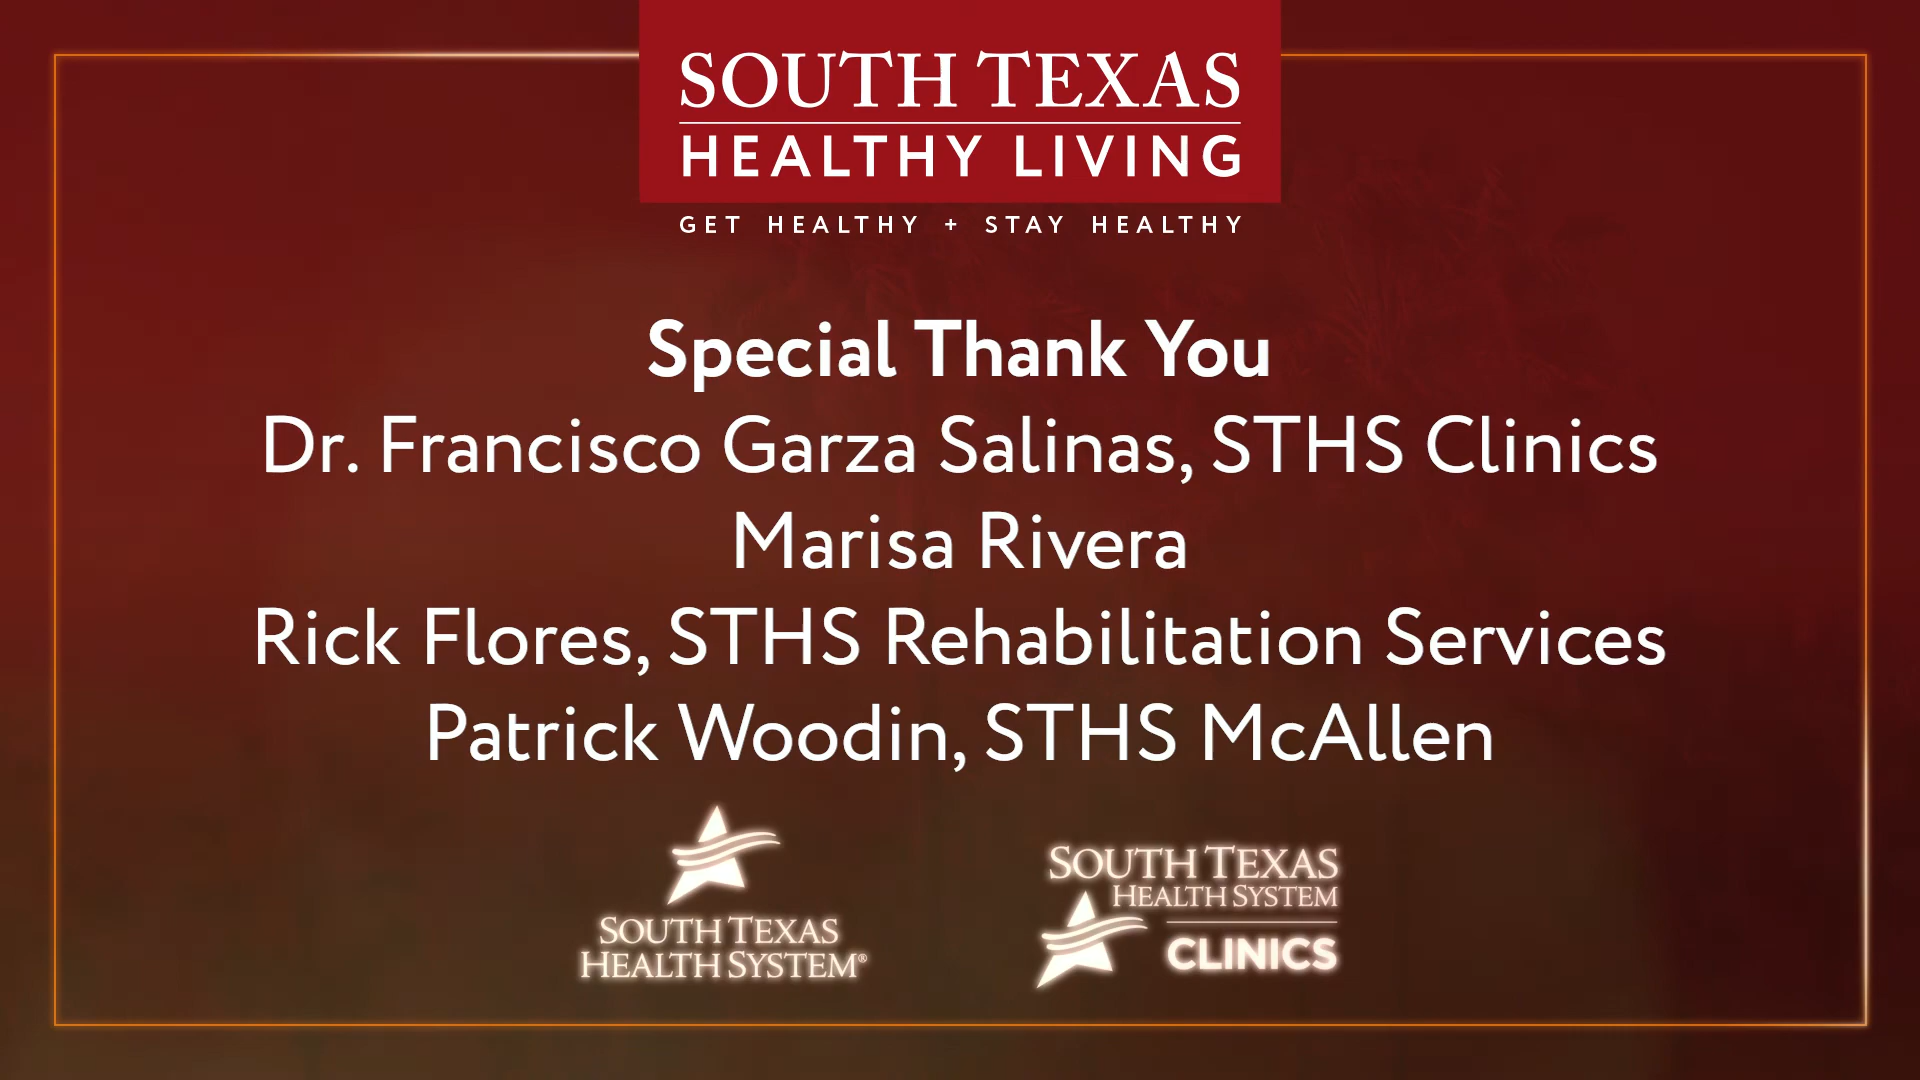 SOUTH TEXAS
HEALTHY LIVING
GET HEALTHY + STAY HEALTHY
Special Thank You
Dr. Francisco Garza Salinas, STHS Clinics
Marisa Rivera
Rick Flores, STHS Rehabilitation Services
Patrick Woodin, STHS McAllen
SOUTH TEXAS
HEALTH SYSTEM®
SOUTH TEXAS
HEALTH SYSTEM
CLINICS